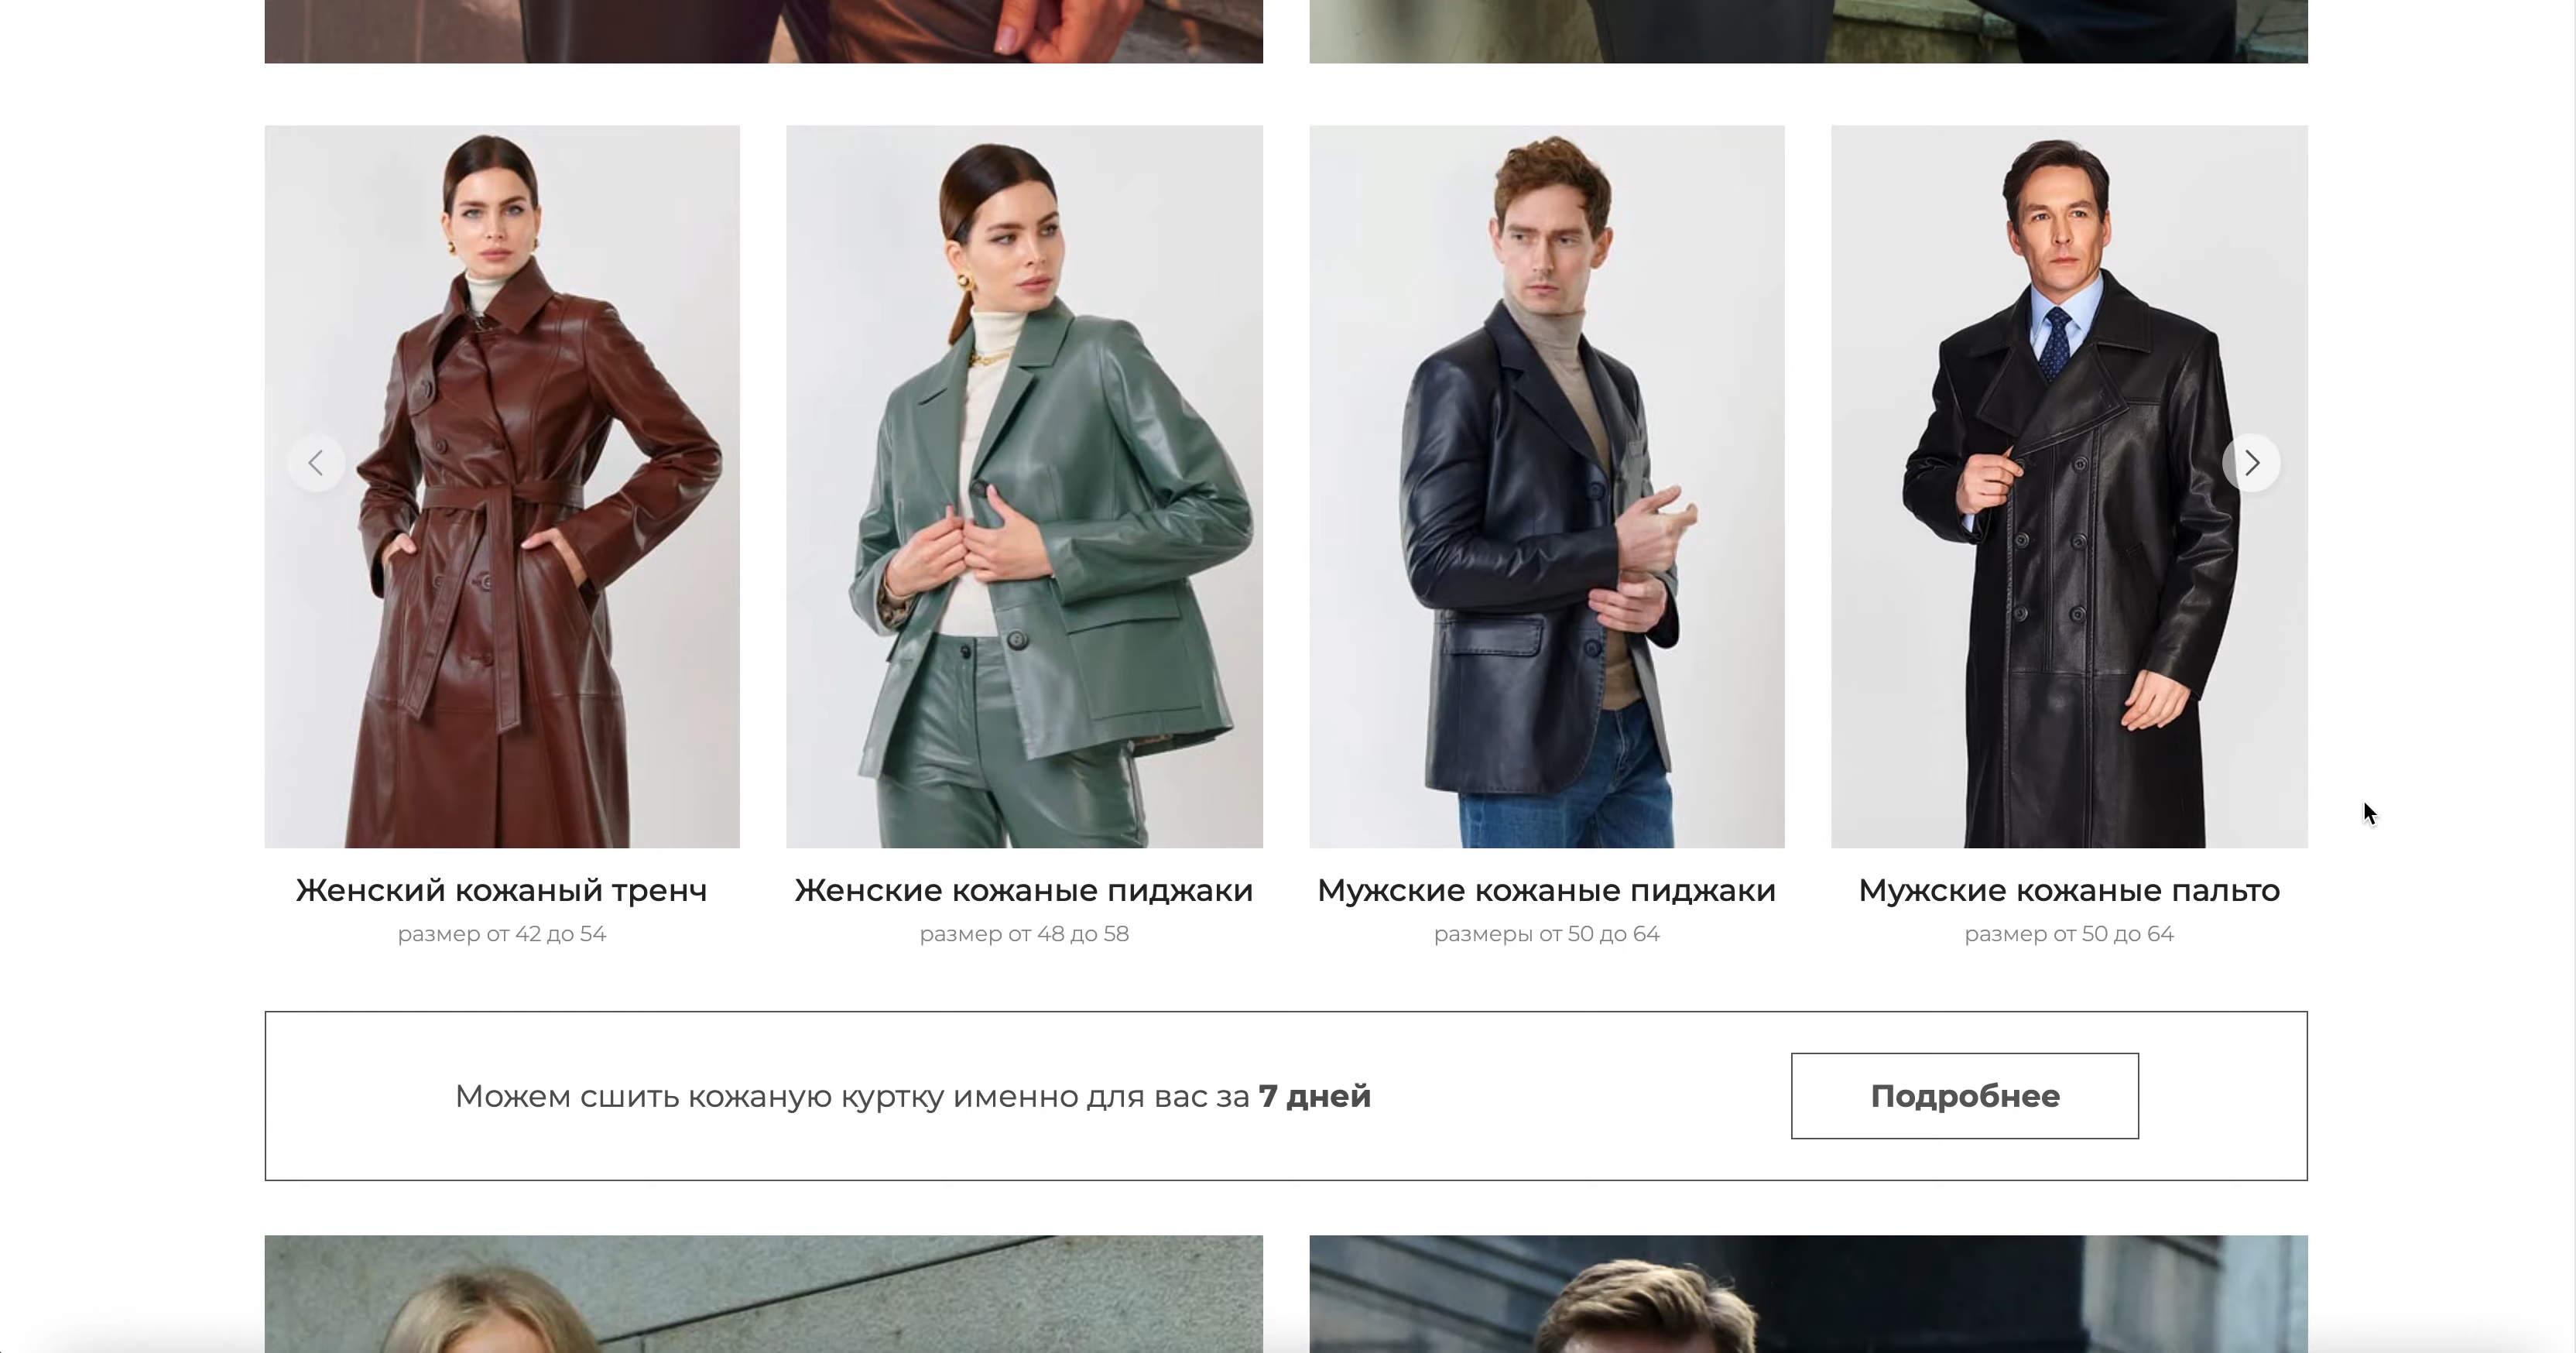 Женский кожаный тренч
размер от 42 до 54
Женские кожаные пиджаки
размер от 48 до 58
Мужские кожаные пиджаки
размеры от 50 до 64
Мужские кожаные пальто
размер от 50 до 64
Можем сшить кожаную куртку именно для вас за 7 дней
Подробнее